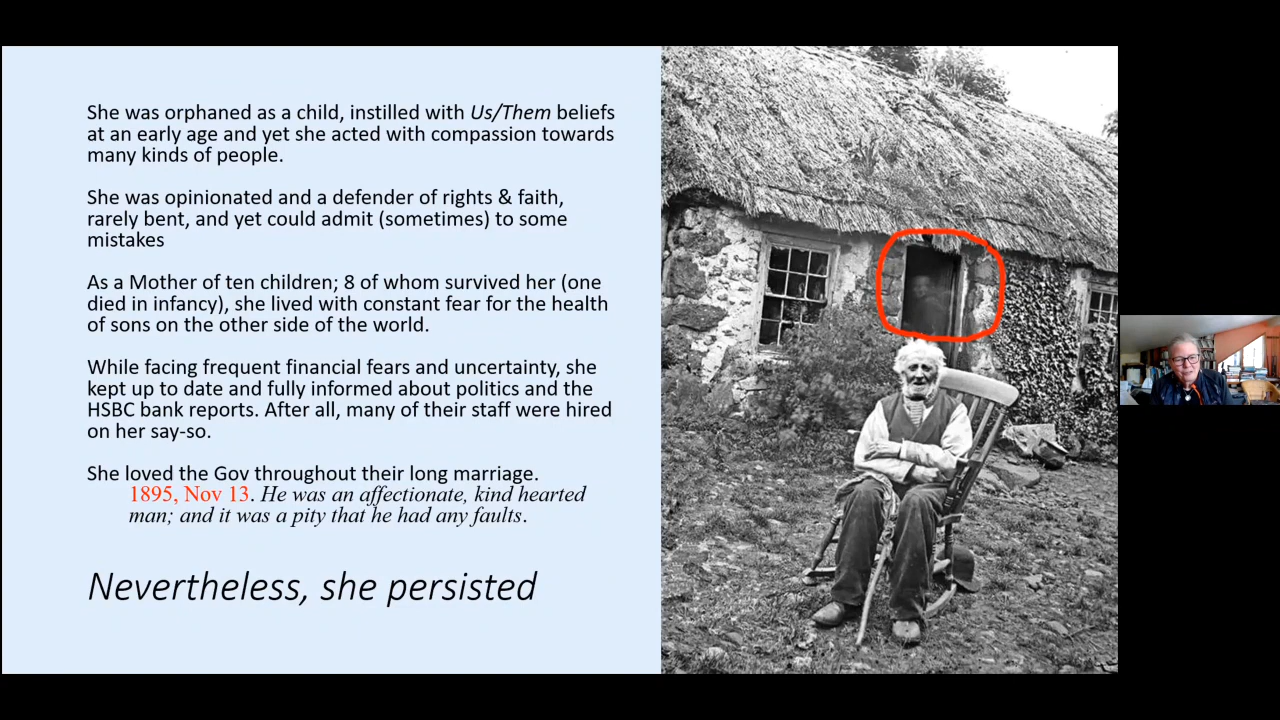 She was orphaned as a child, instilled with Us/Them beliefs
at an early age and yet she acted with compassion towards
many kinds of people.
She was opinionated and a defender of rights & faith,
rarely bent, and yet could admit (sometimes) to some
mistakes
As a Mother of ten children; 8 of whom survived her (one
died in infancy), she lived with constant fear for the health
of sons on the other side of the world.
While facing frequent financial fears and uncertainty, she
kept up to date and fully informed about politics and the
HSBC bank reports. After all, many of their staff were hired
on her say-so.
She loved the Gov throughout their long marriage.
1895, Nov 13. He was an affectionate, kind hearted
man; and it was a pity that he had any faults.
Nevertheless, she persisted